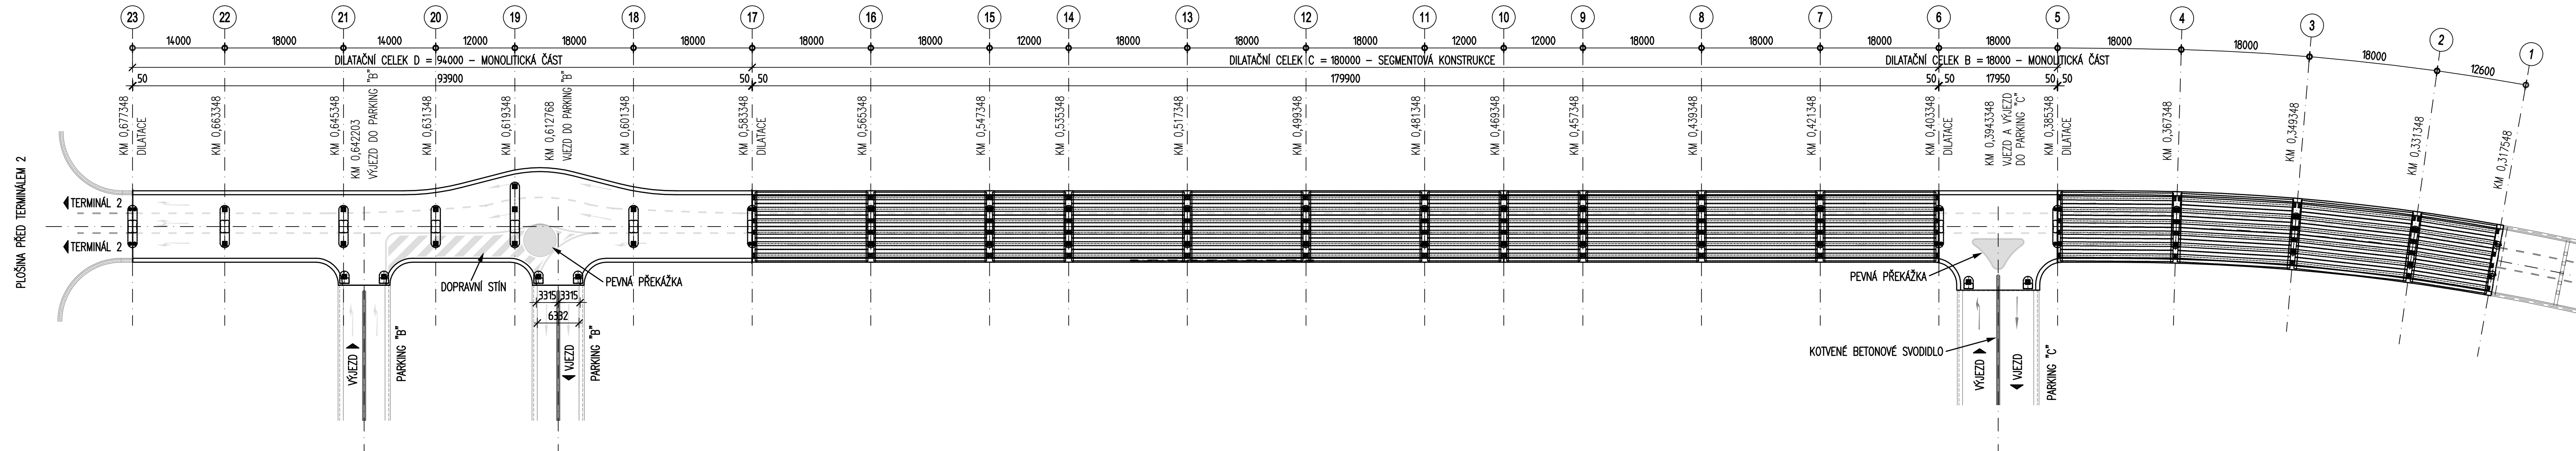 23 22 21 20 19 18 17 16 15 14 13 12 11 10 9 8 7 6 5 4 3 2 1
14000 18000 14000 12000 18000 18000 18000 18000 12000 18000 18000 18000 12000 12000 18000 18000 18000 18000 18000 18000 18000 12600
DILATAČNÍ CELEK D = 94000 – MONOLITICKÁ ČÁST
DILATAČNÍ CELEK C = 180000 – SEGMENTOVÁ KONSTRUKCE
DILATAČNÍ CELEK B = 18000 – MONOLITICKÁ ČÁST
50 93900 50 50 179900 50 50 17950 50 50
KM 0,677348
DILATACE
KM 0,663348
KM 0,645348
KM 0,642203
VÝJEZD DO PARKING "B"
KM 0,631348
KM 0,619348
KM 0,612768
VJEZD DO PARKING "B"
KM 0,601348
KM 0,583348
DILATACE
KM 0,565348
KM 0,547348
KM 0,535348
KM 0,517348
KM 0,499348
KM 0,481348
KM 0,469348
KM 0,457348
KM 0,439348
KM 0,421348
KM 0,403348
DILATACE
KM 0,3943348
VJEZD A VÝJEZD
DO PARKING "C"
KM 0,385348
DILATACE
KM 0,367348
KM 0,349348
KM 0,331348
KM 0,317548
PLOŠINA PŘED TERMINÁLEM 2
TERMINÁL 2
TERMINÁL 2
DOPRAVNÍ STÍN
PEVNÁ PŘEKÁŽKA
3315 3315
6332
VÝJEZD
PARKING "B"
VJEZD
PARKING "B"
PEVNÁ PŘEKÁŽKA
KOTVENÉ BETONOVÉ SVODIDLO
VÝJEZD
VJEZD
PARKING "C"